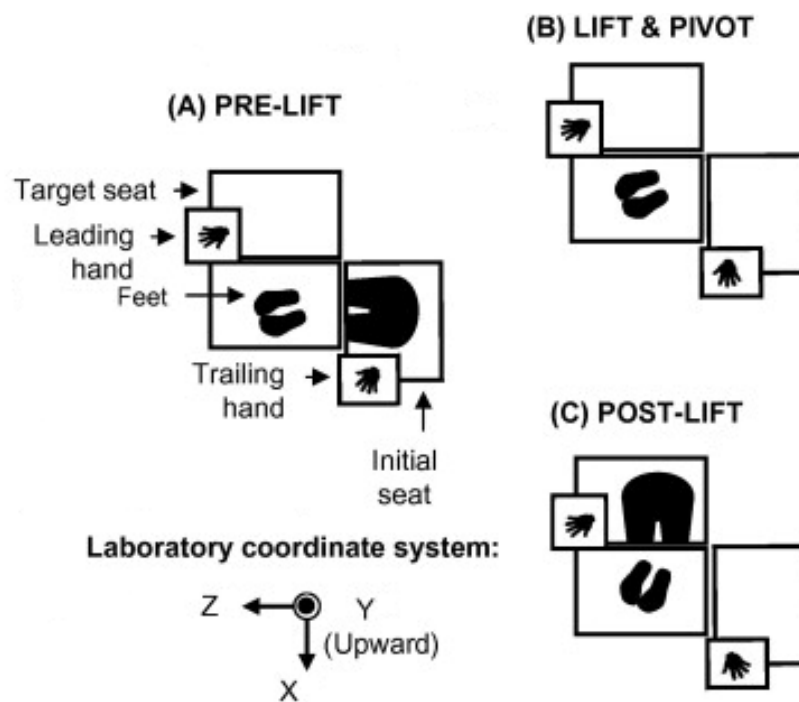 (B) LIFT & PIVOT
(A) PRE-LIFT
Target seat
Leading
hand
Feet
Trailing
hand
Initial
seat
(C) POST-LIFT
Laboratory coordinate system:
Z
Y
(Upward)
X